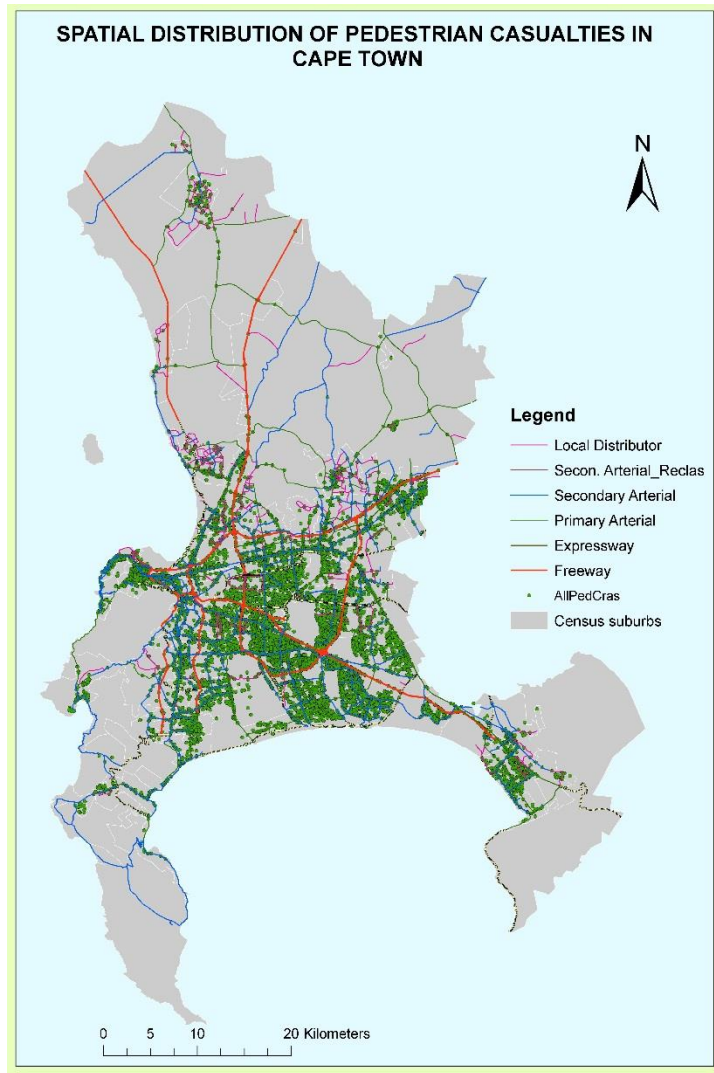 SPATIAL DISTRIBUTION OF PEDESTRIAN CASUALTIES IN
CAPE TOWN
N
Legend
Local Distributor
Secon. Arterial_Reclas
Secondary Arterial
Primary Arterial
Expressway
Freeway
AllPedCras
Census suburbs
0 5 10 20 Kilometers